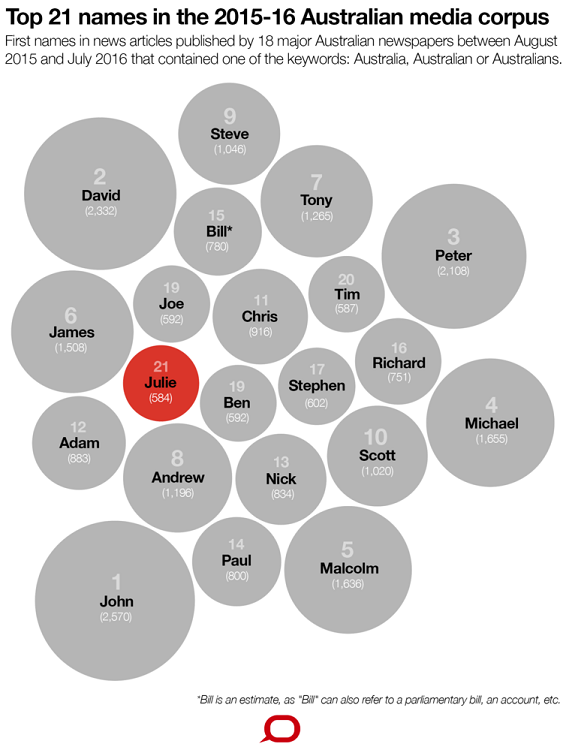 Top 21 names in the 2015-16 Australian media corpus
First names in news articles published by 18 major Australian newspapers between August
2015 and July 2016 that contained one of the keywords: Australia, Australian or Australians.
9
Steve
(1,046)
2
David
(2,332)
7
Tony
(1,265)
15
Bill*
(780)
3
Peter
(2,108)
19
Joe
(592)
20
Tim
(587)
11
Chris
(916)
6
James
(1,508)
16
Richard
(751)
21
Julie
(584)
17
Stephen
(602)
19
Ben
(592)
4
Michael
(1,655)
12
Adam
(883)
10
Scott
(1,020)
8
Andrew
(1,196)
13
Nick
(834)
14
Paul
(800)
5
Malcolm
(1,636)
1
John
(2,570)
*Bill is an estimate, as "Bill" can also refer to a parliamentary bill, an account, etc.